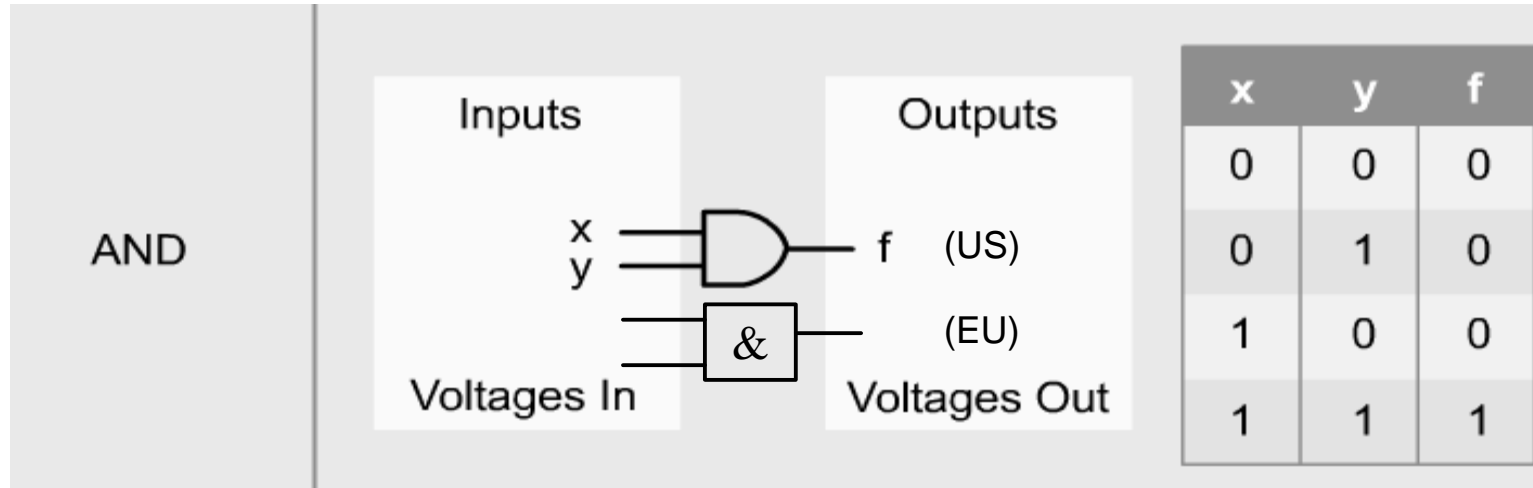 AND
Inputs
Outputs
x
y
f (US)
& (EU)
Voltages In
Voltages Out
x y f
0 0 0
0 1 0
1 0 0
1 1 1